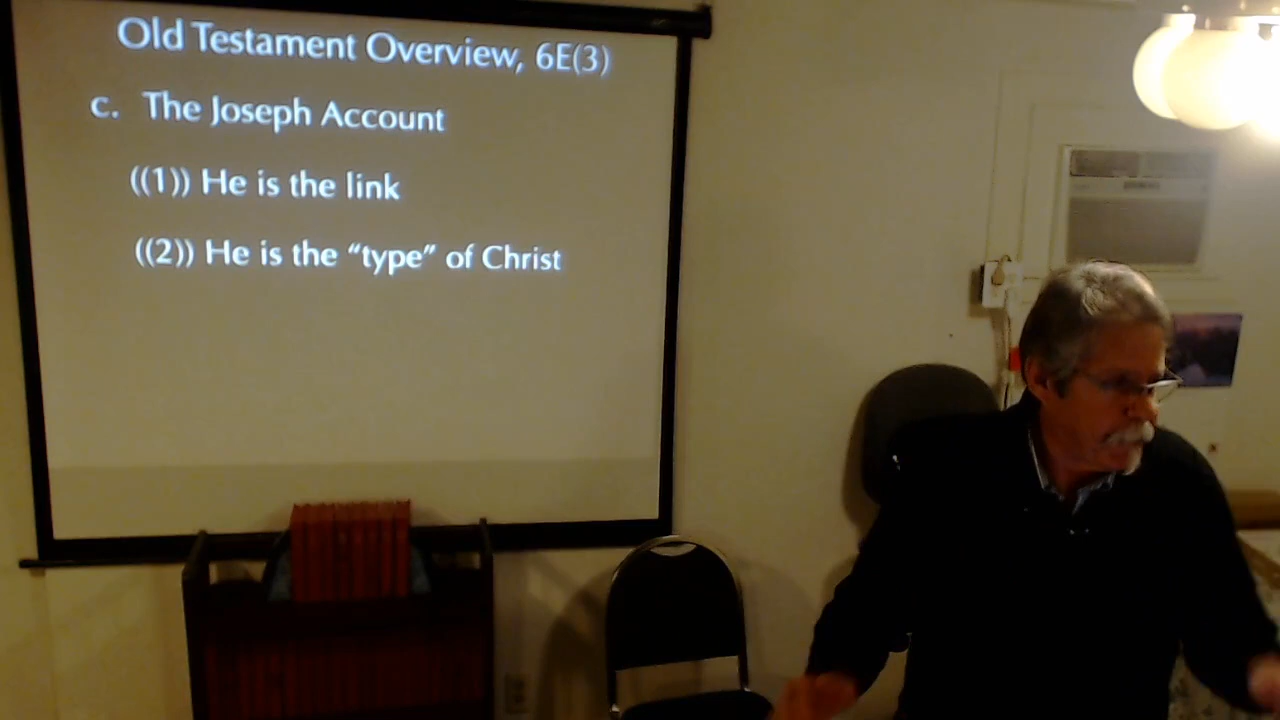 Old Testament Overview, 6E(3)
c. The Joseph Account
((1)) He is the link
((2)) He is the “type” of Christ